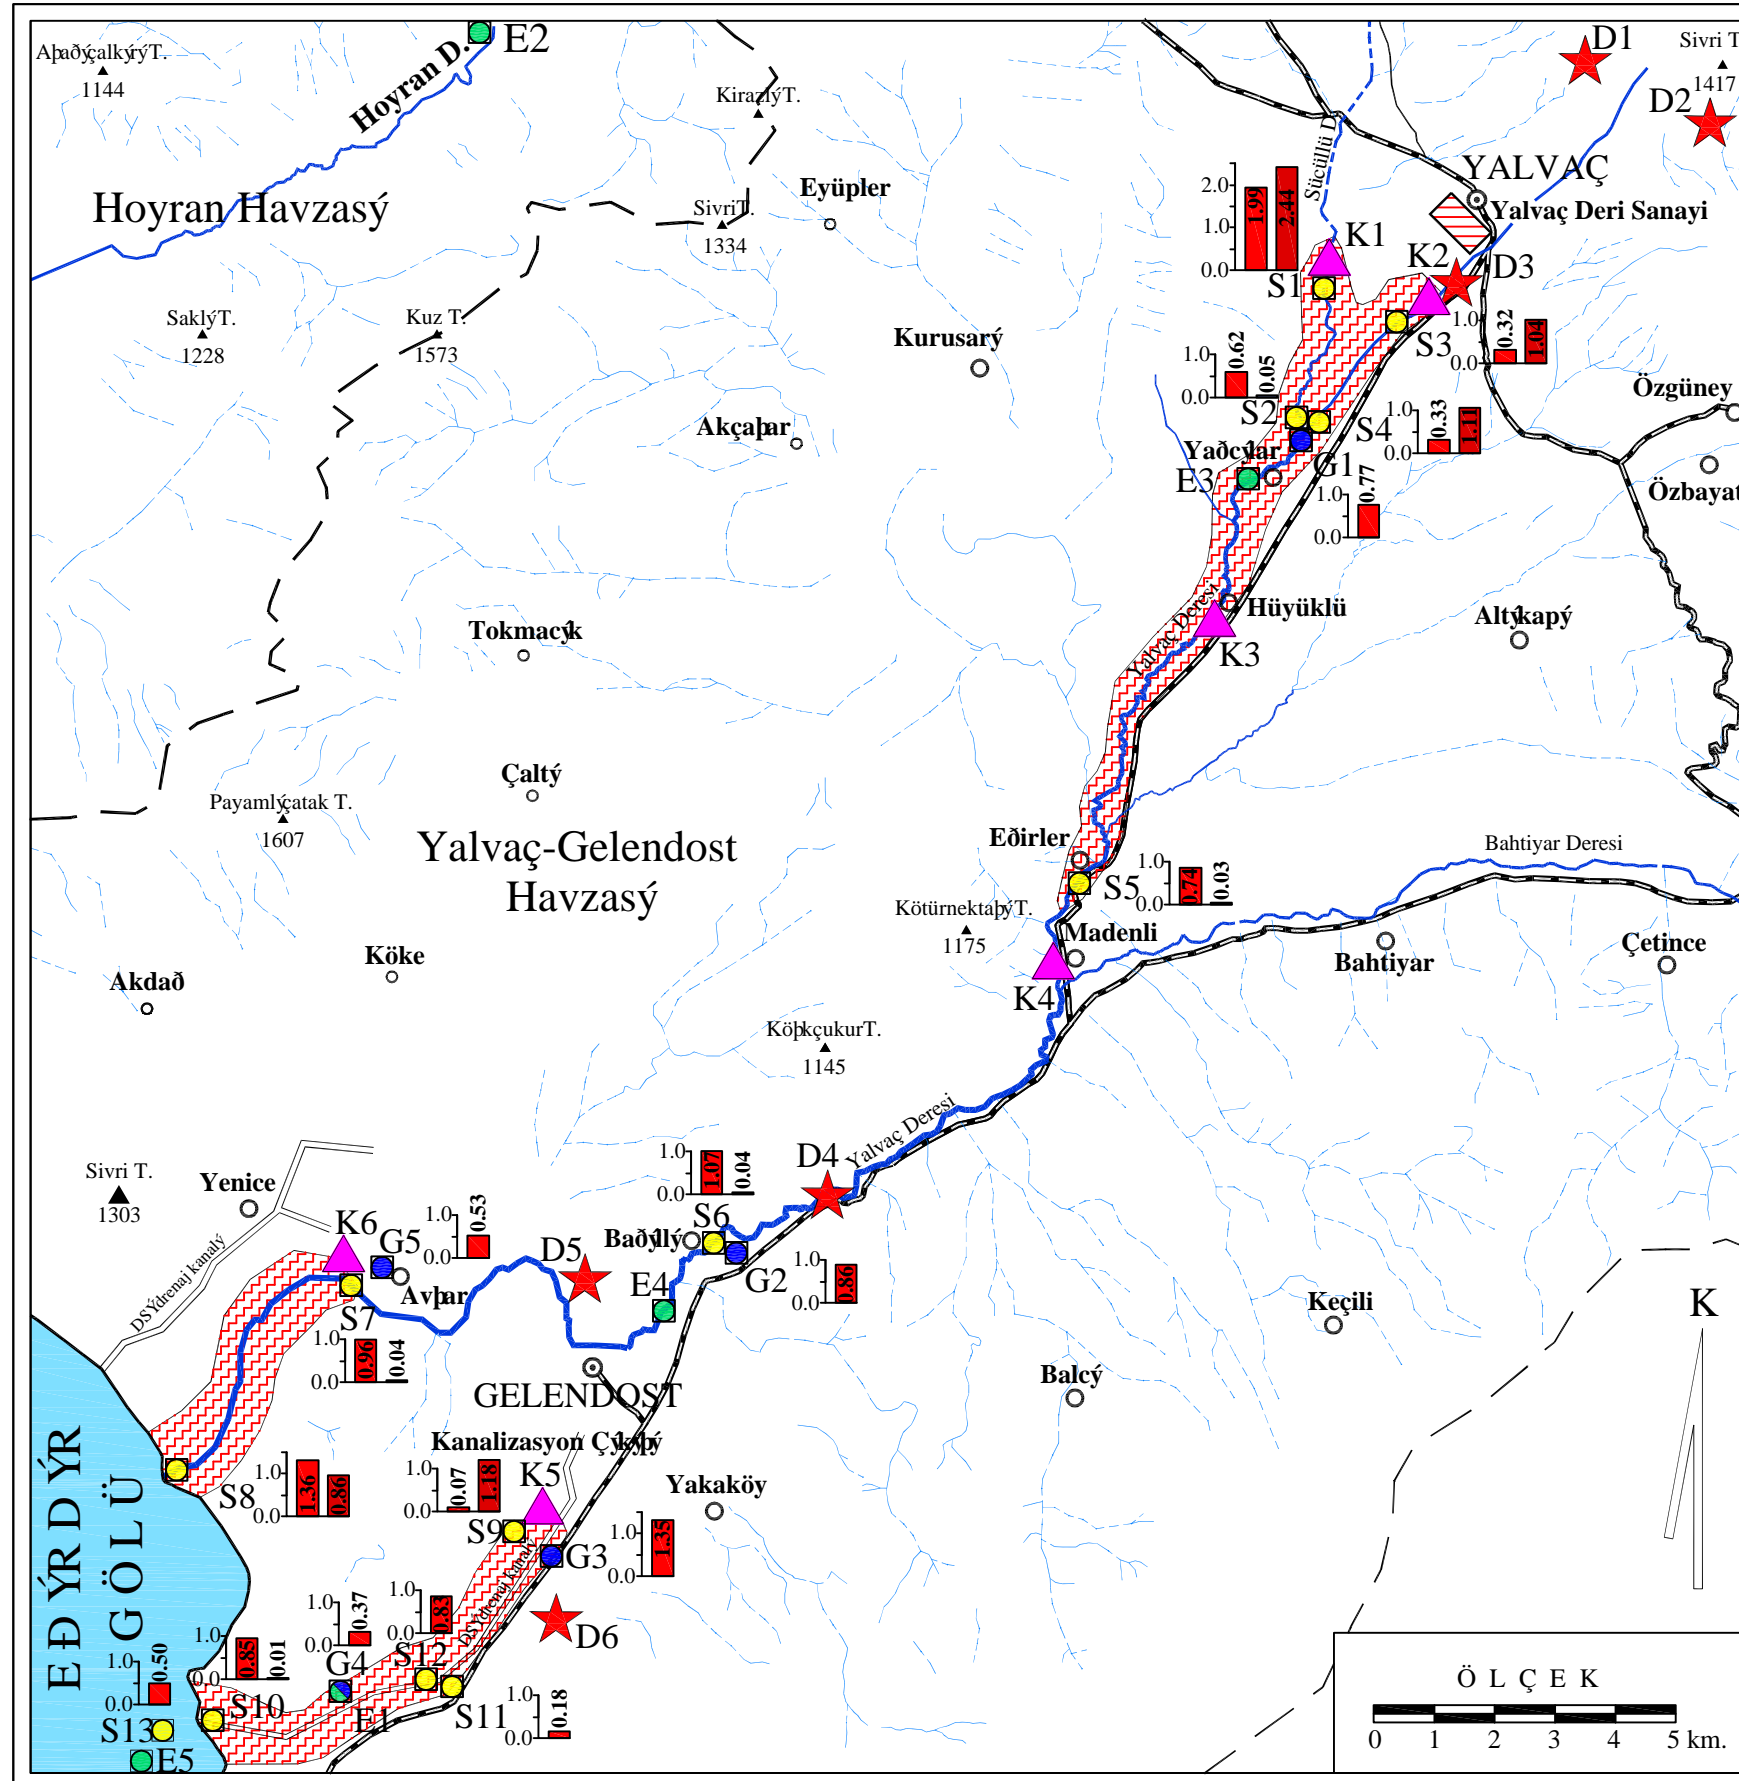 E2
D1
Sivri T
Aþaðýçalkýrý T.
1144
Hoyran D.
Kirazlý T.
D2
1417
Sücüllü D.
YALVAÇ
Hoyran Havzasý
Eyüpler
Sivri T.
1334
Yalvaç Deri Sanayi
2.0
1.0
0.0
1.99
2.44
K1
K2
D3
S1
S3
Saklý T.
1228
Kuz T.
1573
Kurusarý
1.0
0.0
0.32
1.04
1.0
0.0
0.62
0.05
Özgüney
Akçaþar
S2
S4
1.0
0.0
0.33
1.11
Yaðcýlar
E3
G1
Özbayat
1.0
0.0
0.77
Yalvaç Deresi
Hüyüklü
K3
Altýkapý
Tokmacýk
Çaltý
Payamlýçatak T.
1607
Yalvaç-Gelendost
Havzasý
Eðirler
S5
1.0
0.0
0.74
0.03
Bahtiyar Deresi
Kötürnektaþý T.
1175
Madenli
K4
Bahtiyar
Çetince
Köke
Akdað
Köþkçukur T.
1145
Yalvaç Deresi
D4
1.0
0.0
1.07
0.04
Sivri T.
1303
Yenice
DSÝ drenaj kanalý
K6
G5
1.0
0.0
0.53
S6
Baðýllý
G2
1.0
0.0
0.86
D5
E4
Avþar
S7
1.0
0.0
0.96
0.04
Keçili
K
Balcý
GELENDOST
Kanalizasyon Çýkýþý
K5
EÐÝRDÝR
GÖLÜ
S8
1.0
0.0
1.36
0.86
1.0
0.0
0.07
1.18
Yakaköy
S9
G3
1.0
0.0
1.35
DSÝ drenaj kanalý
D6
1.0
0.0
0.37
1.0
0.0
0.83
S12
G4
1.0
0.0
0.85
0.01
1.0
0.0
0.50
S10
E1
S11
1.0
0.0
0.18
S13
E5
ÖLÇEK
0 1 2 3 4 5 km.